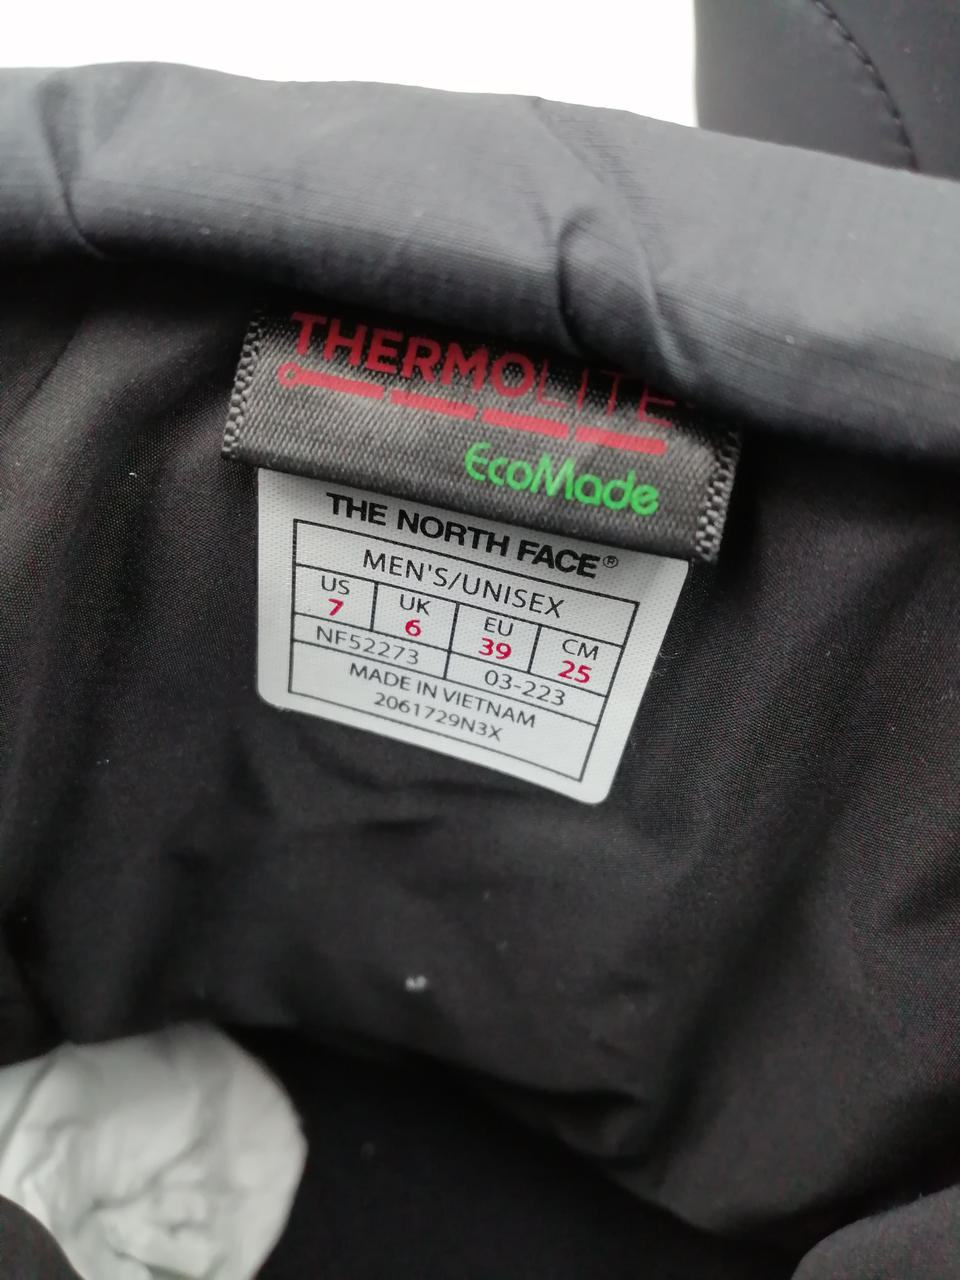 THERMOLITE
EcoMade
THE NORTH FACE®
MEN'S/UNISEX
US UK EU CM
7 6 39 25
NF52273 03-223
MADE IN VIETNAM
2061729N3X